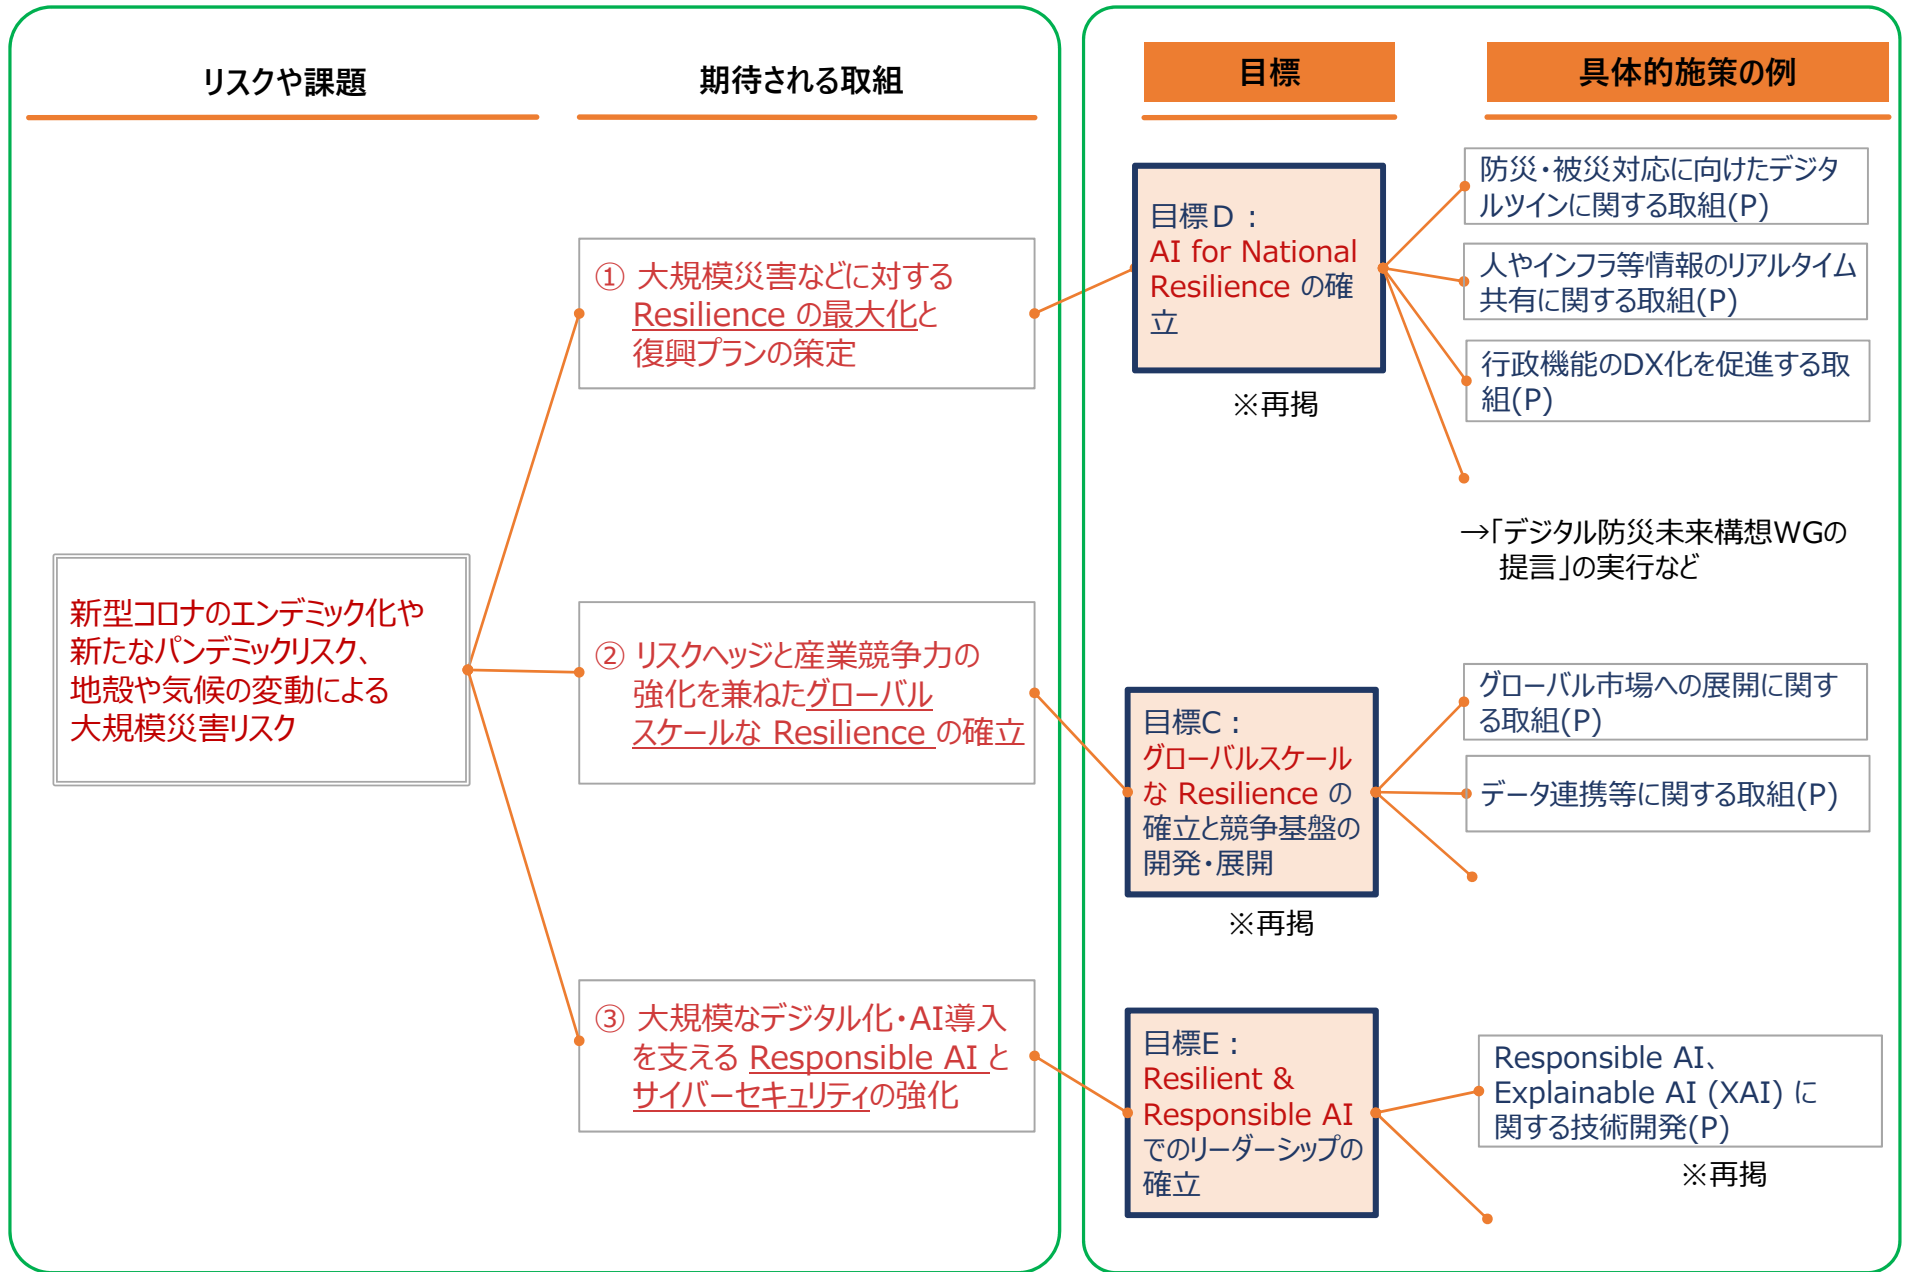 リスクや課題
期待される取組
目標
具体的施策の例
新型コロナのエンデミック化や
新たなパンデミックリスク、
地殻や気候の変動による
大規模災害リスク
① 大規模災害などに対する
Resilience の最大化と
復興プランの策定
② リスクヘッジと産業競争力の
強化を兼ねたグローバル
スケールな Resilience の確立
③ 大規模なデジタル化・AI導入
を支える Responsible AI と
サイバーセキュリティの強化
目標D：
AI for National
Resilience の確
立
※再掲
防災・被災対応に向けたデジタ
ルツインに関する取組(P)
人やインフラ等情報のリアルタイム
共有に関する取組(P)
行政機能のDX化を促進する取
組(P)
→「デジタル防災未来構想WGの
提言」の実行など
目標C：
グローバルスケール
な Resilience の
確立と競争基盤の
開発・展開
※再掲
グローバル市場への展開に関す
る取組(P)
データ連携等に関する取組(P)
目標E：
Resilient &
Responsible AI
でのリーダーシップの
確立
Responsible AI、
Explainable AI (XAI) に
関する技術開発(P)
※再掲